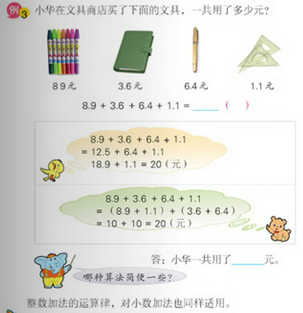 例3 小华在文具商店买了下面的文具,一共用了多少元?
8.9元 3.6元 6.4元 1.1元
8.9 + 3.6 + 6.4 + 1.1 = ( )
8.9 + 3.6 + 6.4 + 1.1
= 12.5 + 6.4 + 1.1
18.9 + 1.1 = 20(元)
8.9 + 3.6 + 6.4 + 1.1
= (8.9 + 1.1) + (3.6 + 6.4)
= 10 + 10 = 20(元)
答:小华一共用了____元。
哪种算法简便一些?
整数加法的运算律,对小数加法也同样适用。